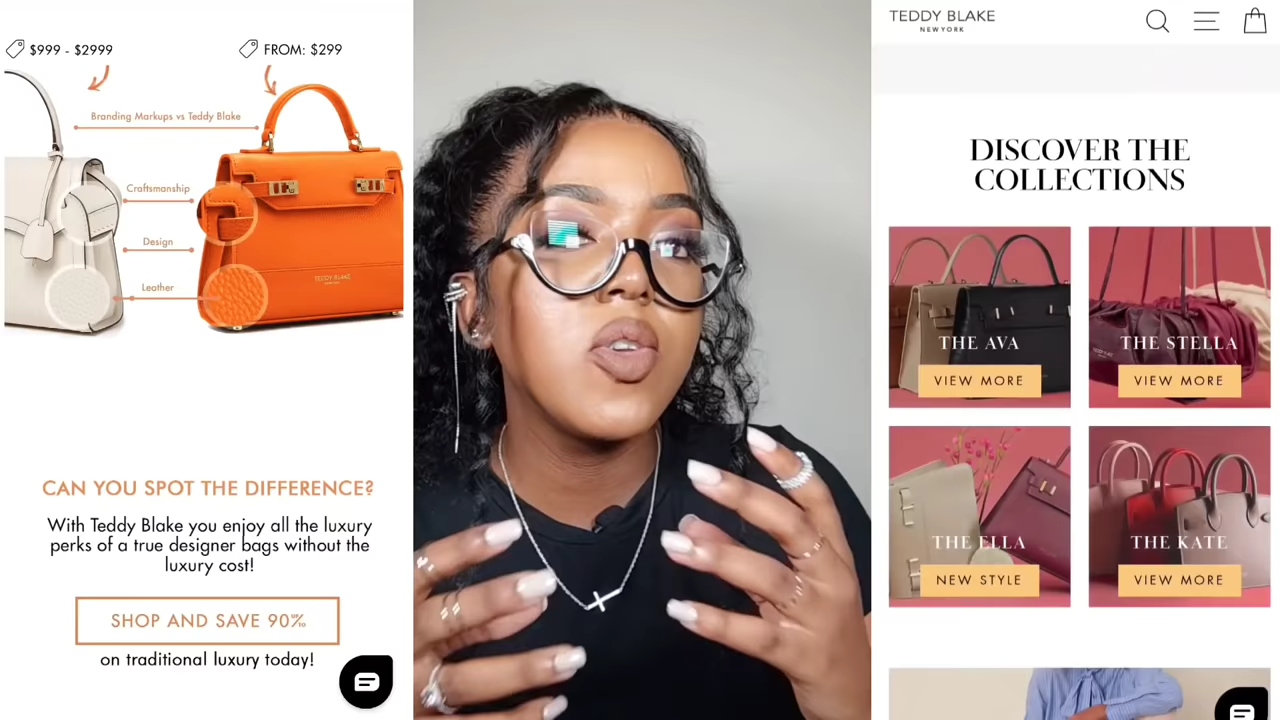 $999 - $2999
FROM: $299
Branding Markups vs Teddy Blake
Craftsmanship
Design
Leather
TEDDY BLAKE
CAN YOU SPOT THE DIFFERENCE?
With Teddy Blake you enjoy all the luxury
perks of a true designer bags without the
luxury cost!
SHOP AND SAVE 90%
on traditional luxury today!
TEDDY BLAKE
NEW YORK
DISCOVER THE
COLLECTIONS
THE AVA
VIEW MORE
THE STELLA
VIEW MORE
THE ELLA
NEW STYLE
THE KATE
VIEW MORE